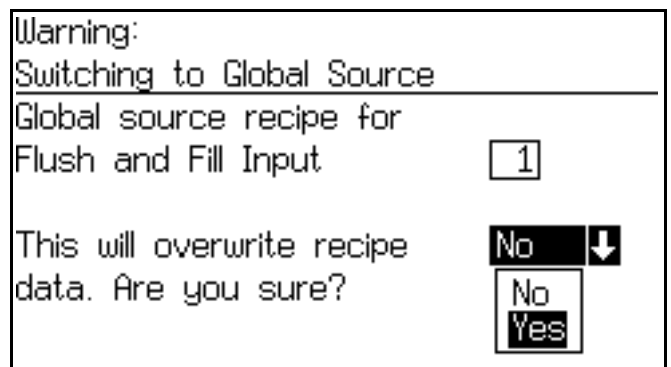 Warning:
Switching to Global Source
Global source recipe for
Flush and Fill Input 1
This will overwrite recipe No
data. Are you sure? No
Yes